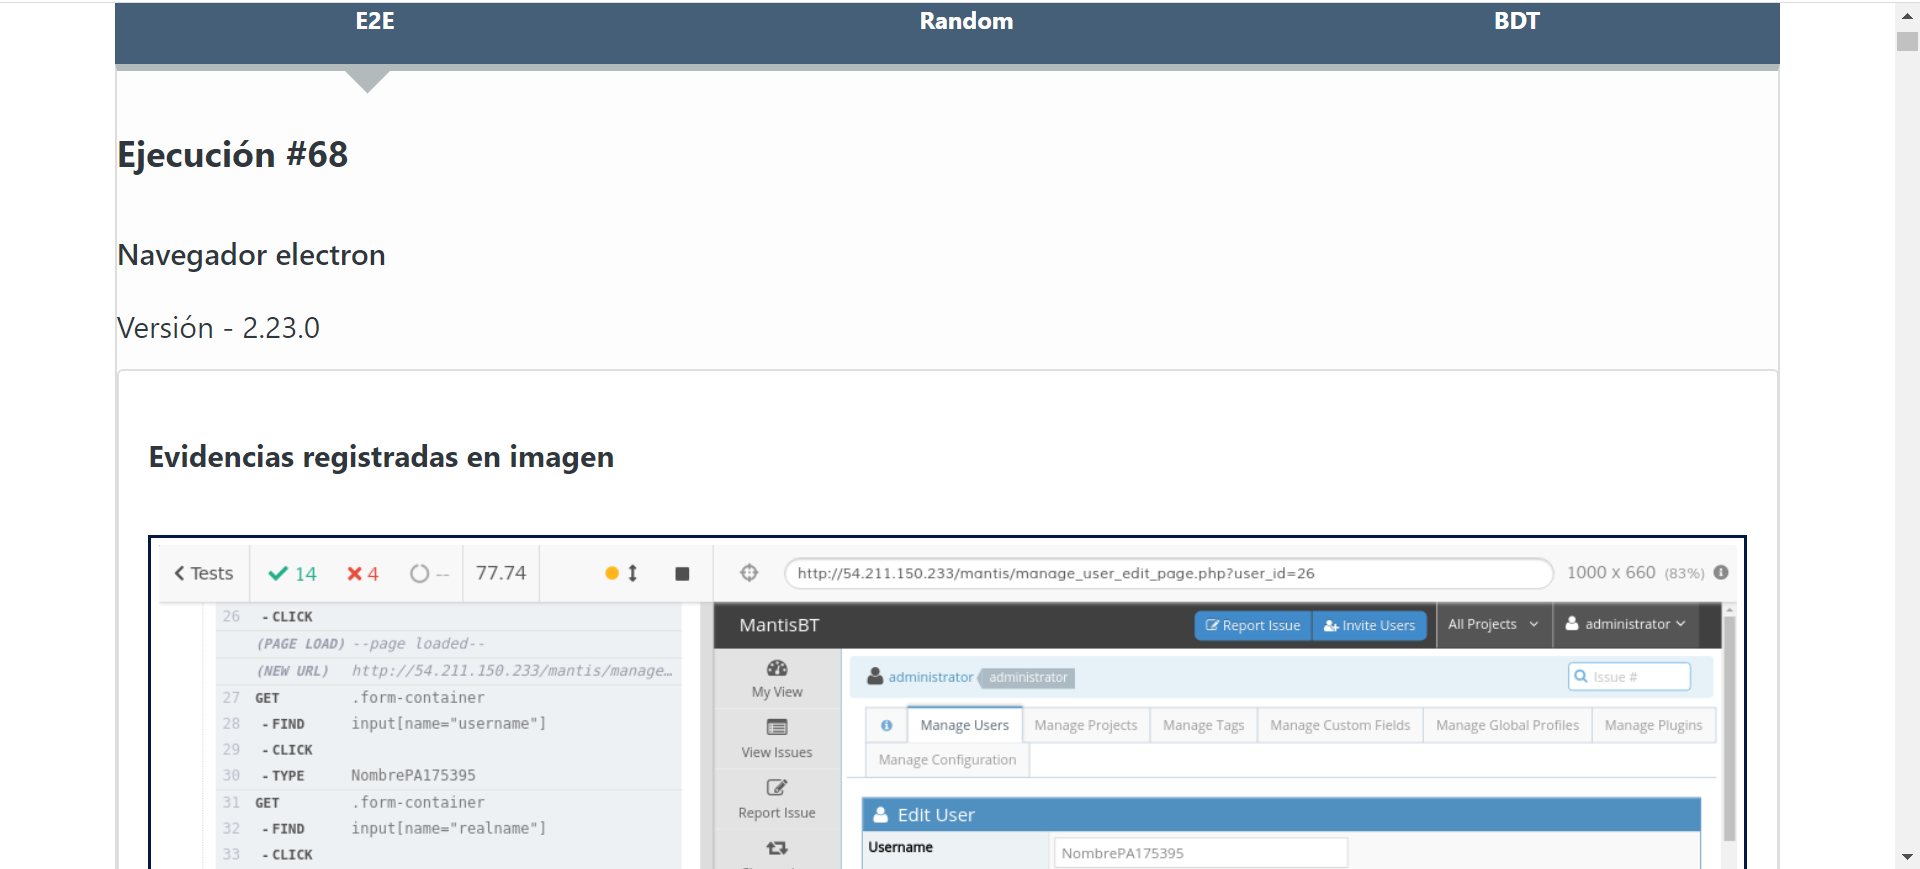 E2E Random BDT
Ejecución #68
Navegador electron
Versión - 2.23.0
Evidencias registradas en imagen
Tests 14 4 -- 77.74 http://54.211.150.233/mantis/manage_user_edit_page.php?user_id=26 1000 x 660 (83%)
26 - CLICK
(PAGE LOAD) --page loaded--
(NEW URL) http://54.211.150.233/mantis/manage…
27 GET .form-container
28 - FIND input[name="username"]
29 - CLICK
30 - TYPE NombrePA175395
31 GET .form-container
32 - FIND input[name="realname"]
33 - CLICK
MantisBT Report Issue Invite Users All Projects administrator
My View
View Issues
Report Issue
administrator administrator Issue #
Manage Users Manage Projects Manage Tags Manage Custom Fields Manage Global Profiles Manage Plugins
Manage Configuration
Edit User
Username NombrePA175395